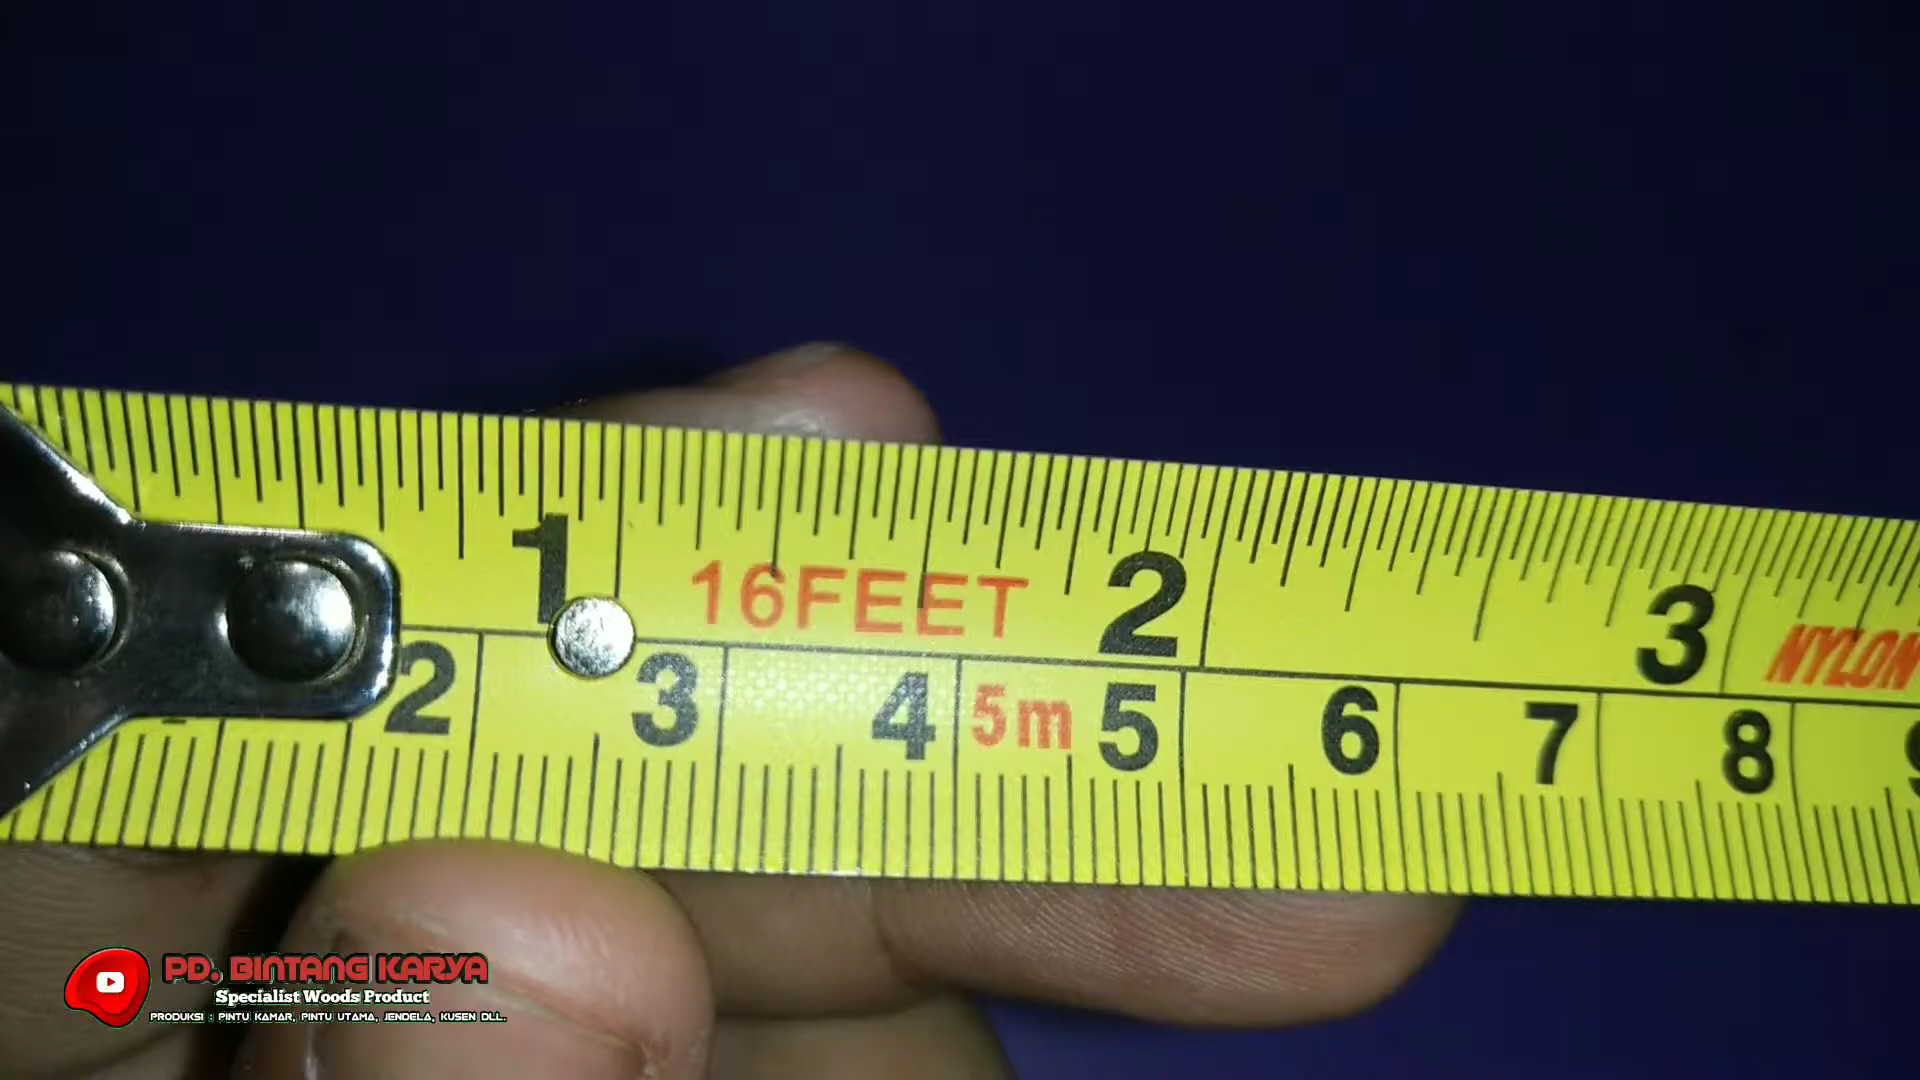 1 2 3
16FEET NYLON
2 3 4 5 6 7 8 9
5m
PD. BINTANG KARYA
Specialist Woods Product
PRODUKSI : PINTU KAMAR, PINTU UTAMA, JENDELA, KUSEN DLL.